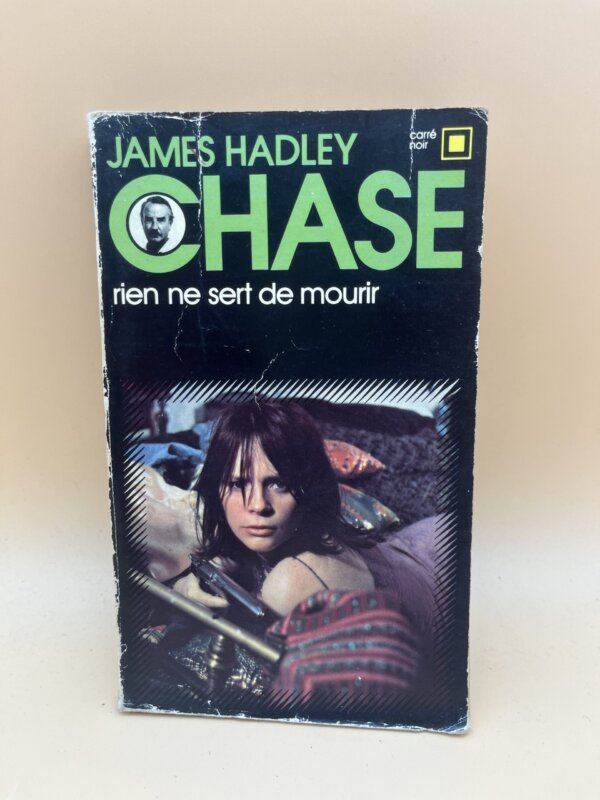 JAMES HADLEY
CHASE
carré
noir
rien ne sert de mourir